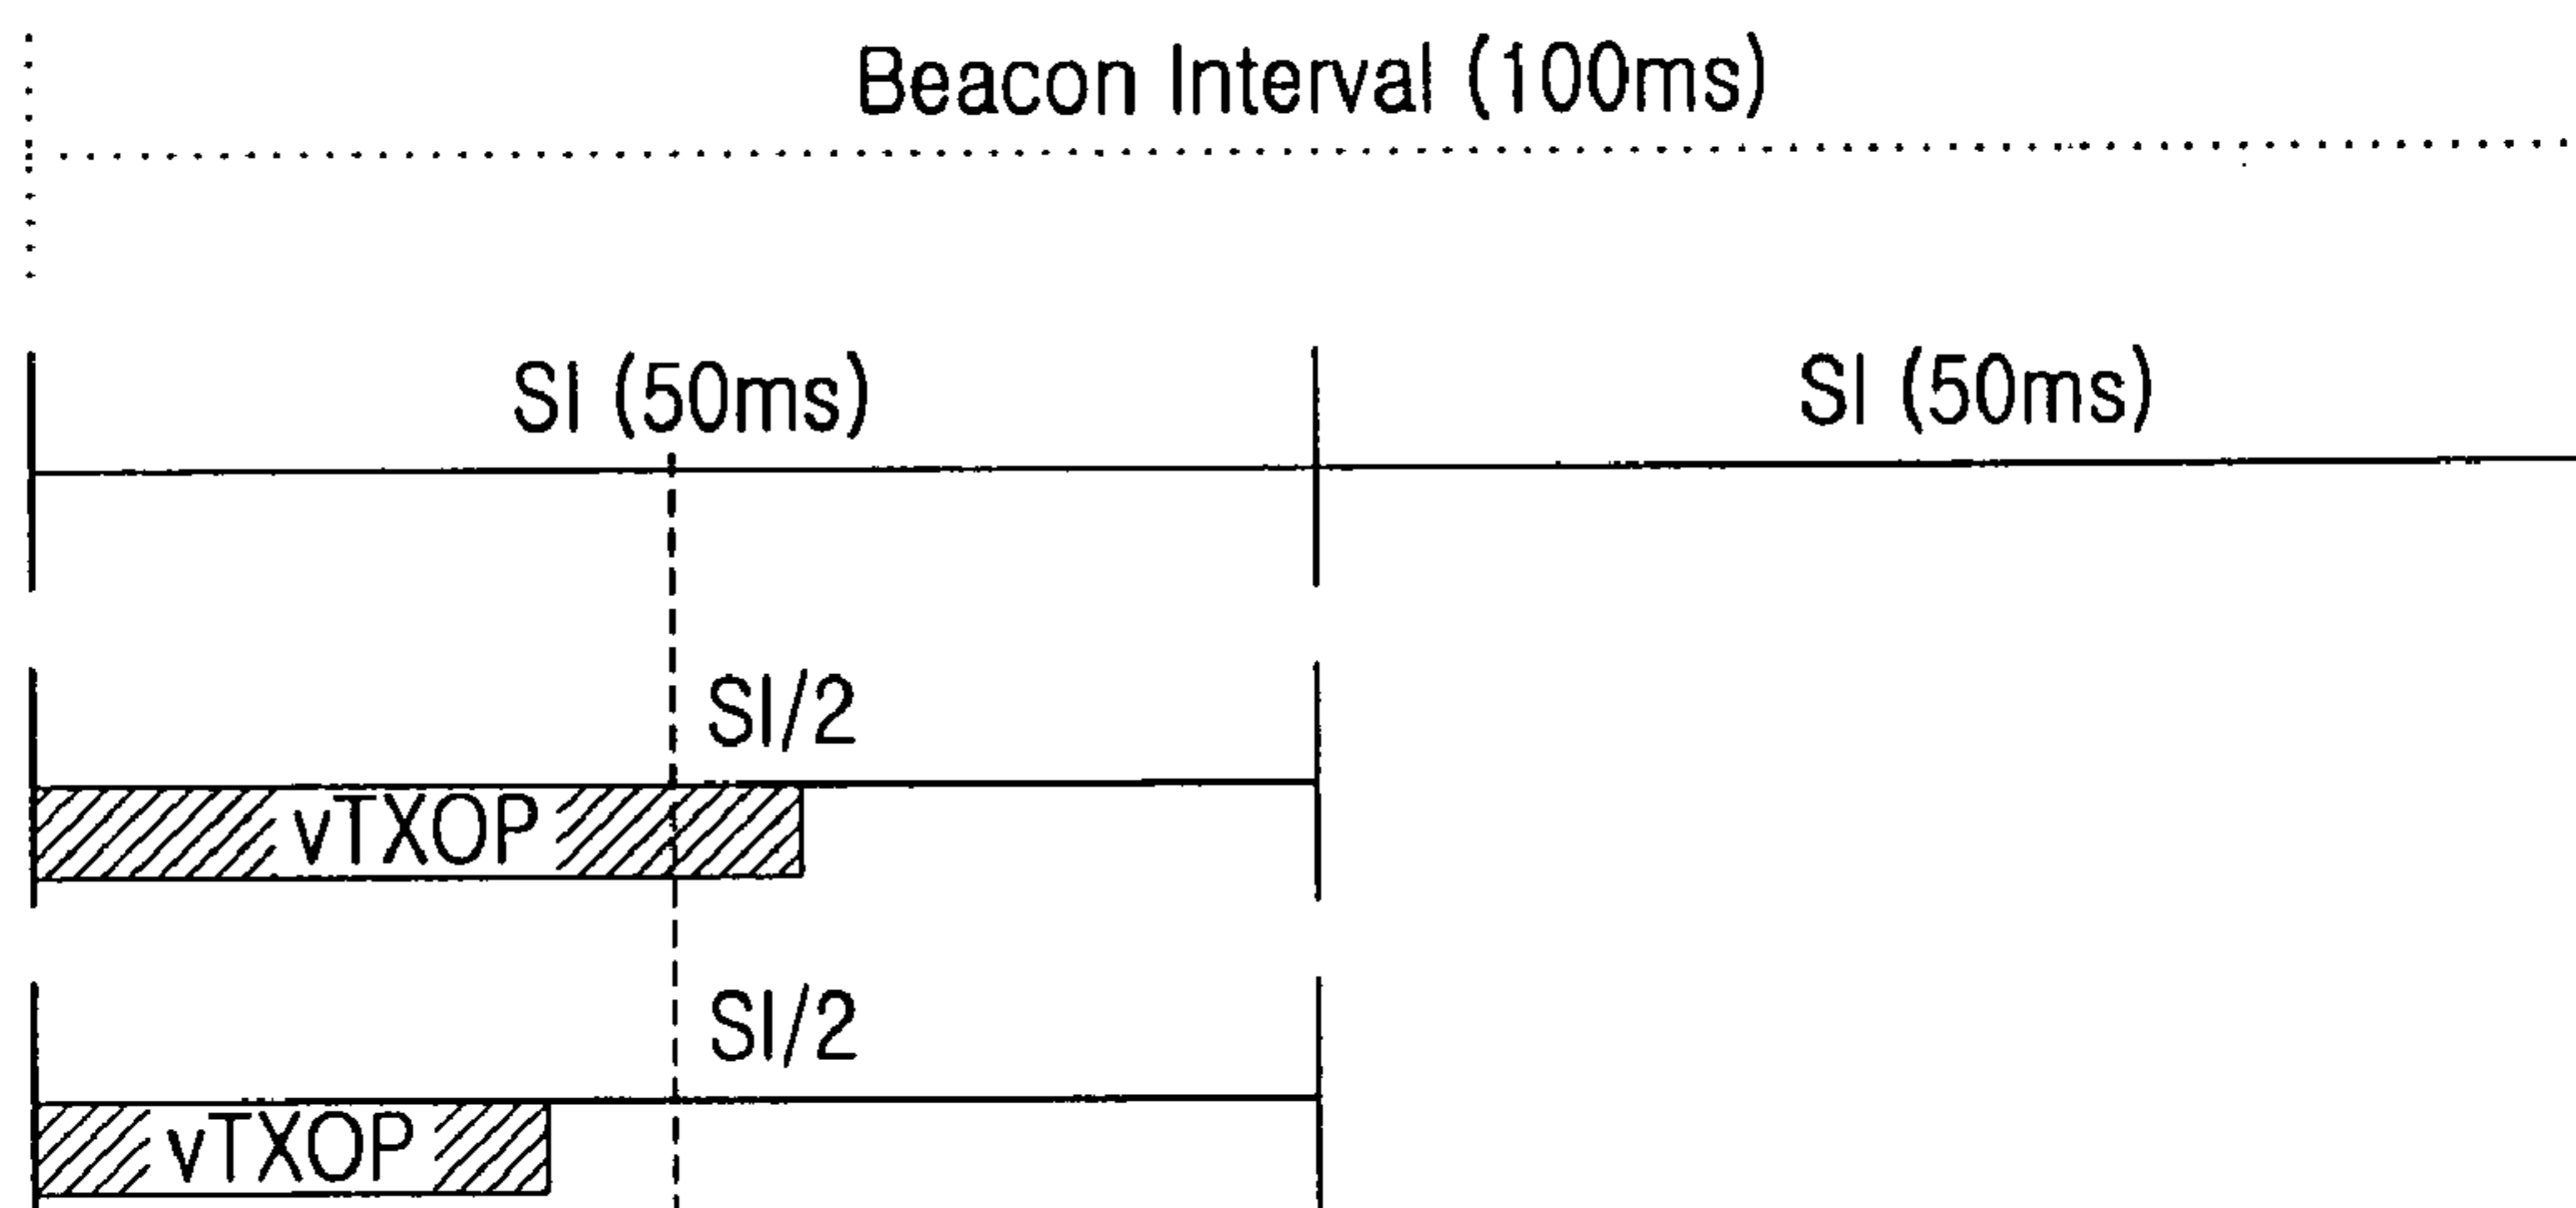 Beacon Interval (100ms)
SI (50ms)
SI (50ms)
SI/2
vTXOP
SI/2
vTXOP